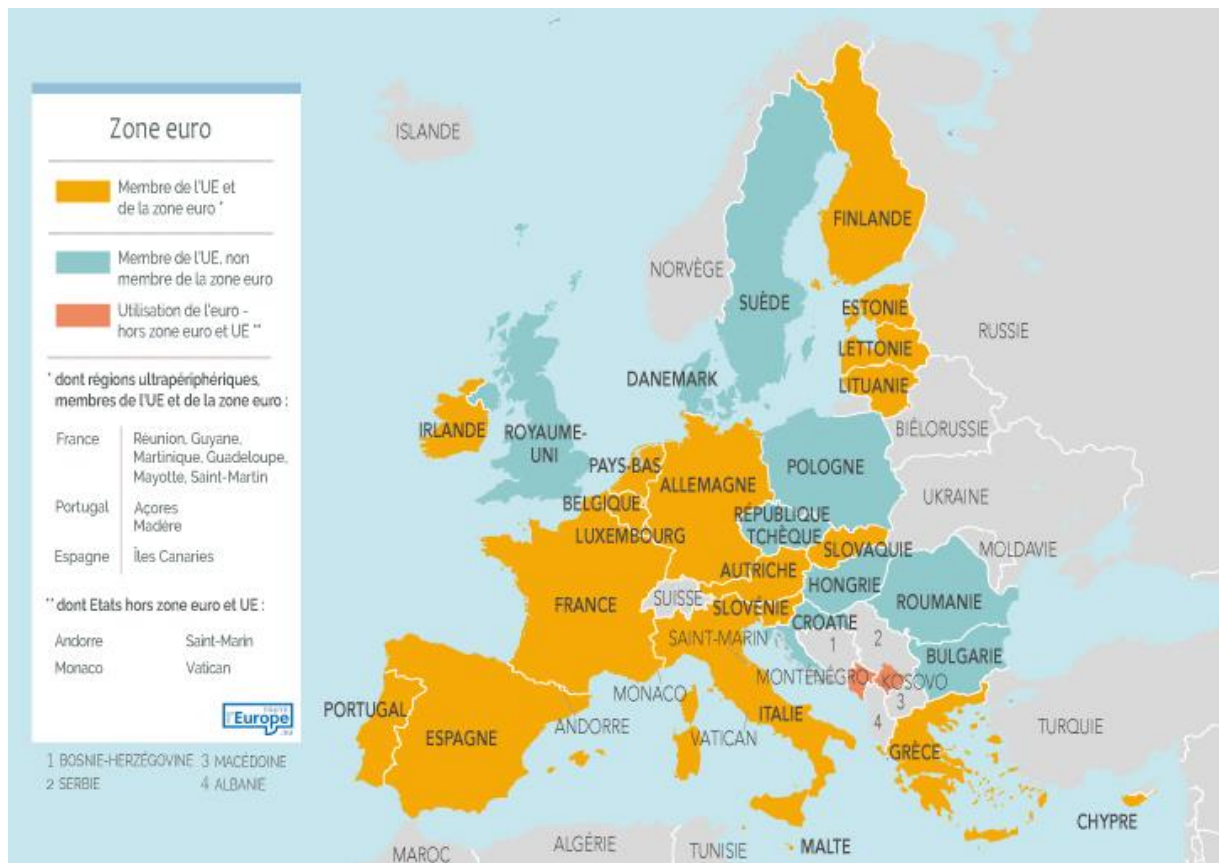 Zone euro
Membre de l'UE et
de la zone euro *
Membre de l'UE, non
membre de la zone euro
Utilisation de l'euro -
hors zone euro et UE **
* dont régions ultrapériphériques,
membres de l'UE et de la zone euro :
France
Réunion, Guyane,
Martinique, Guadeloupe,
Mayotte, Saint-Martin
Portugal
Açores
Madère
Espagne
Îles Canaries
** dont Etats hors zone euro et UE :
Andorre
Saint-Marin
Monaco
Vatican
TOUTE
l'Europe
.eu
1 BOSNIE-HERZÉGOVINE
3 MACÉDOINE
2 SERBIE
4 ALBANIE
ISLANDE
FINLANDE
NORVÈGE
SUÈDE
ESTONIE
RUSSIE
LETTONIE
DANEMARK
LITUANIE
IRLANDE
ROYAUME-
UNI
BIÉLORUSSIE
PAYS-BAS
POLOGNE
ALLEMAGNE
UKRAINE
BELGIQUE
RÉPUBLIQUE
TCHÈQUE
LUXEMBOURG
SLOVAQUIE
MOLDAVIE
AUTRICHE
HONGRIE
FRANCE
SUISSE
SLOVÉNIE
ROUMANIE
CROATIE
SAINT-MARIN
1
2
BULGARIE
MONTÉNÉGRO
KOSOVO
MONACO
3
PORTUGAL
ESPAGNE
ANDORRE
ITALIE
VATICAN
4
TURQUIE
GRÈCE
CHYPRE
MAROC
ALGÉRIE
TUNISIE
MALTE